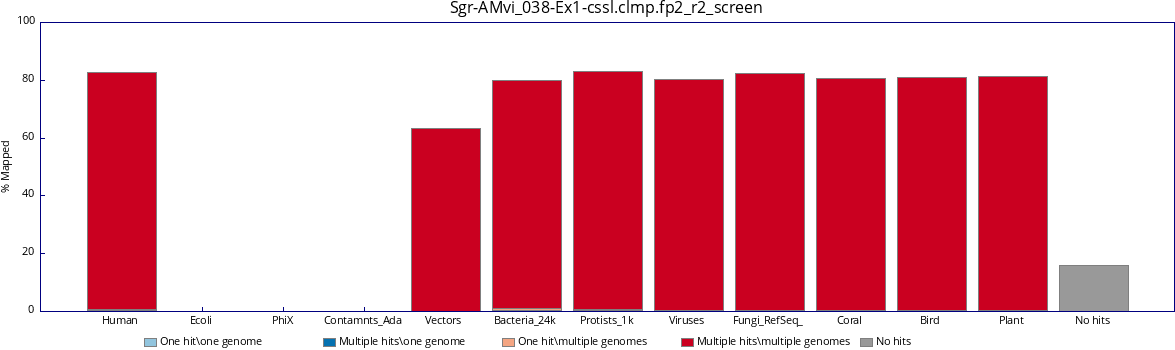 Sgr-AMvi_038-Ex1-cssl.clmp.fp2_r2_screen
100
80
60
40
20
0
% Mapped
Human Ecoli PhiX Contamnts_Ada Vectors Bacteria_24k Protists_1k Viruses Fungi_RefSeq_ Coral Bird Plant No hits
One hit\one genome Multiple hits\one genome One hit\multiple genomes Multiple hits\multiple genomes No hits